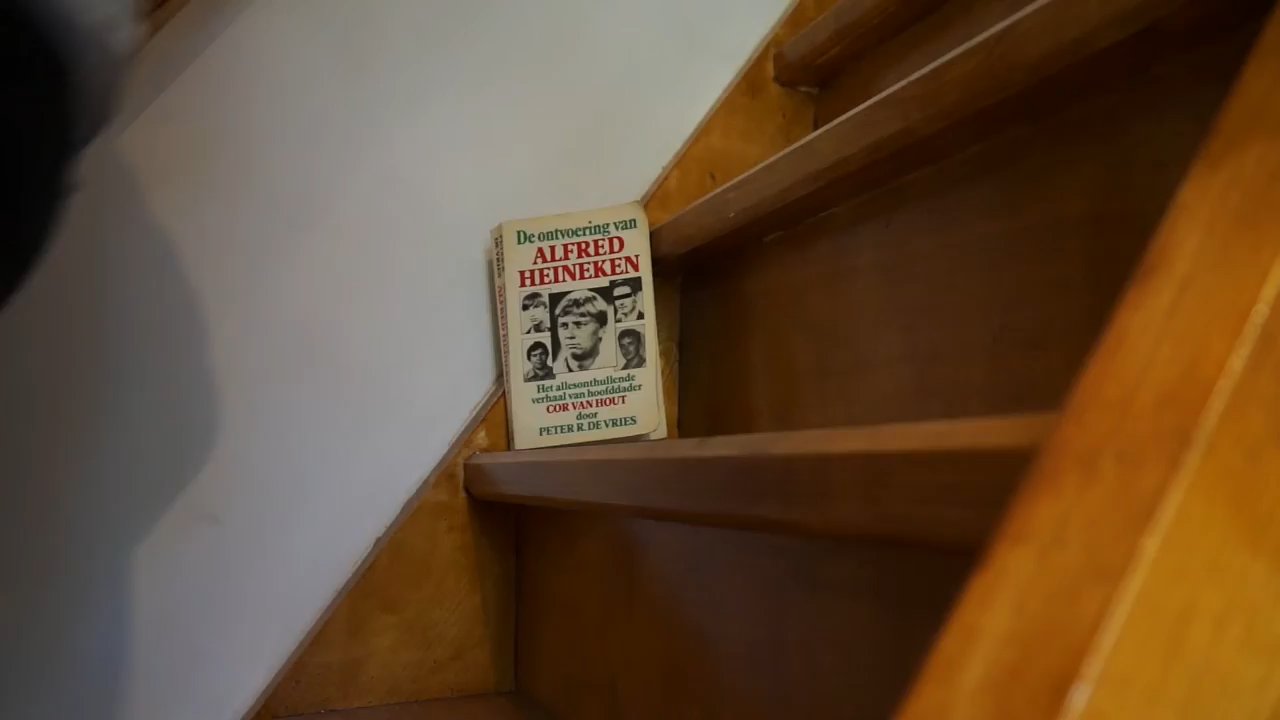 De ontvoering van
ALFRED
HEINEKEN
Het allesonthullende
verhaal van hoofddader
COR VAN HOUT
door
PETER R. DE VRIES